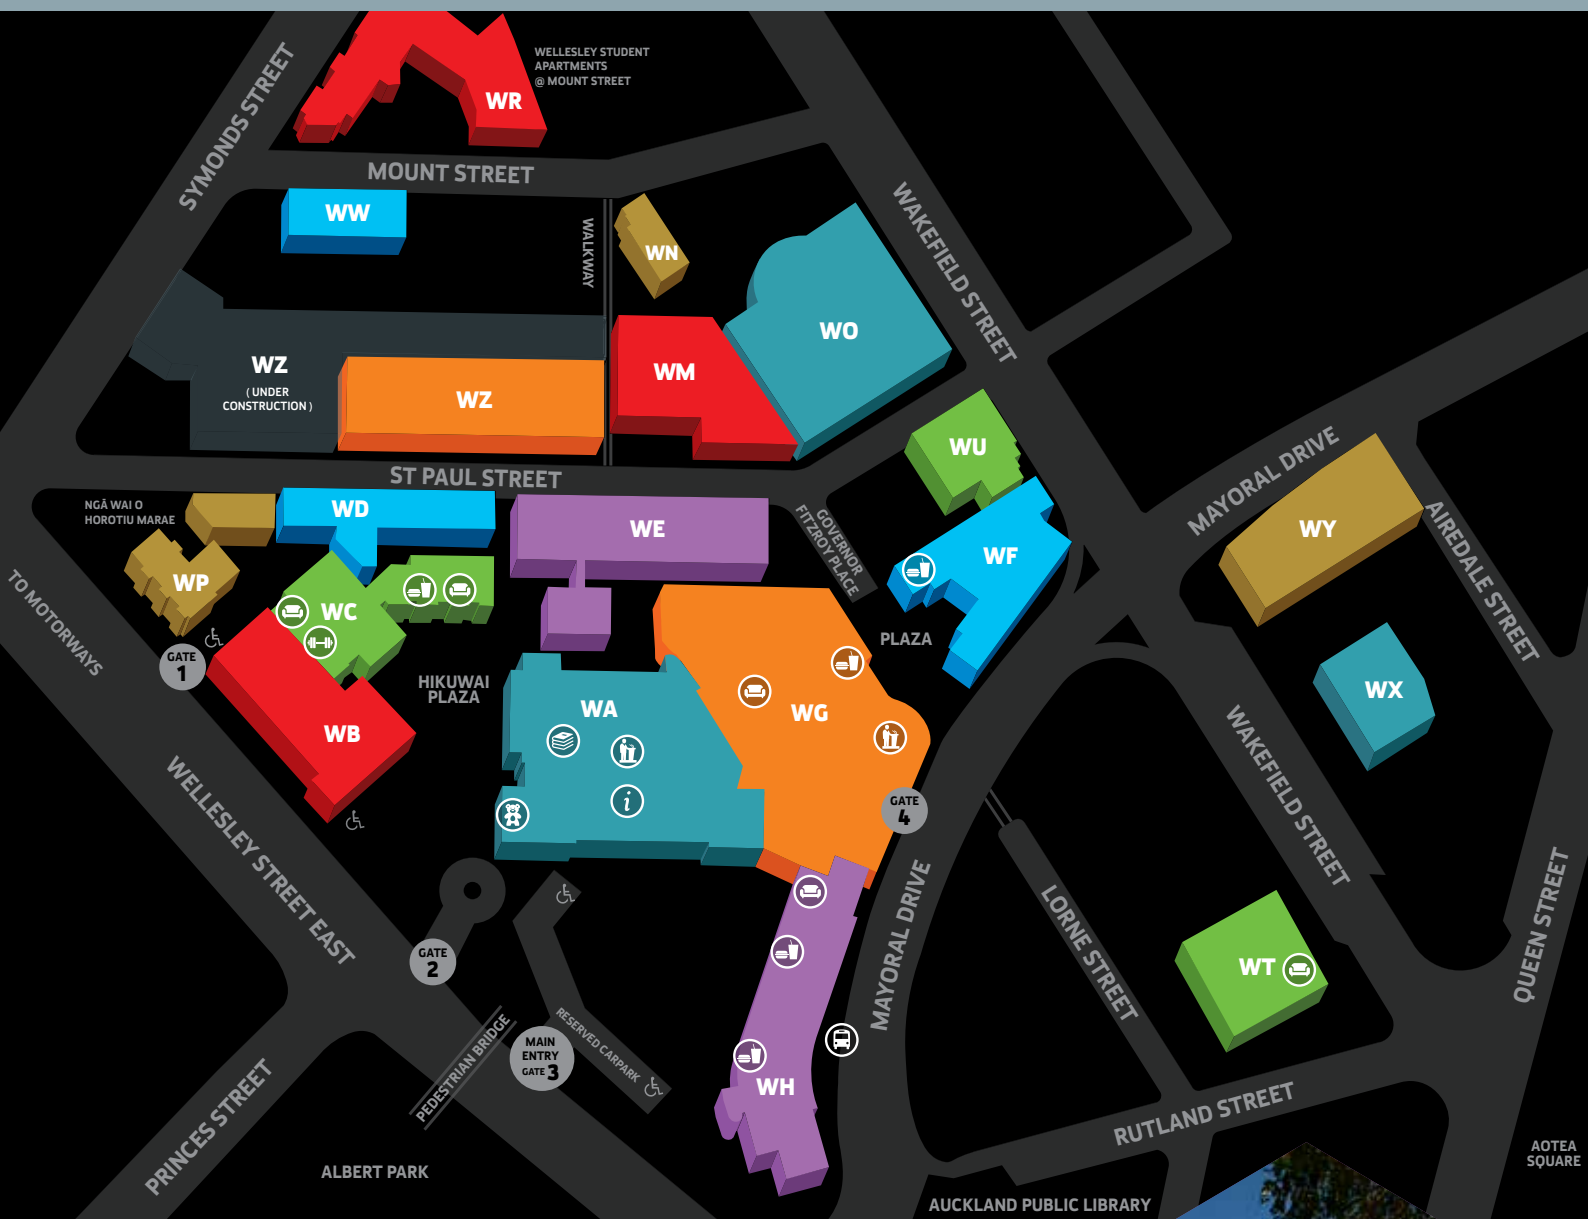 WELLESLEY STUDENT
APARTMENTS
@ MOUNT STREET
SYMONDS STREET
WR
MOUNT STREET
WW
WALKWAY
WN
WAKEFIELD STREET
WO
WZ
( UNDER
CONSTRUCTION )
WZ
WM
WU
MAYORAL DRIVE
ST PAUL STREET
NGĀ WAI O
HOROTIU MARAE
WD
WE
GOVERNOR
FITZROY PLACE
WF
WY
AIREDALE STREET
WP
WC
TO MOTORWAYS
GATE
1
PLAZA
HIKUWAI
PLAZA
WA
WG
WX
WB
WELLESLEY STREET EAST
WAKEFIELD STREET
i
GATE
4
MAYORAL DRIVE
LORNE STREET
QUEEN STREET
GATE
2
WT
PEDESTRIAN BRIDGE
MAIN
ENTRY
GATE 3
RESERVED CARPARK
WH
PRINCES STREET
RUTLAND STREET
ALBERT PARK
AOTEA
SQUARE
AUCKLAND PUBLIC LIBRARY